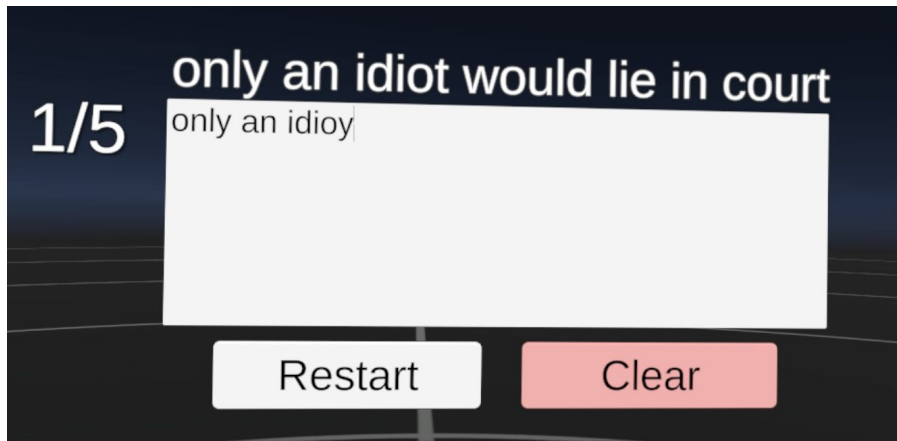 only an idiot would lie in court
1/5
only an idioy
Restart
Clear